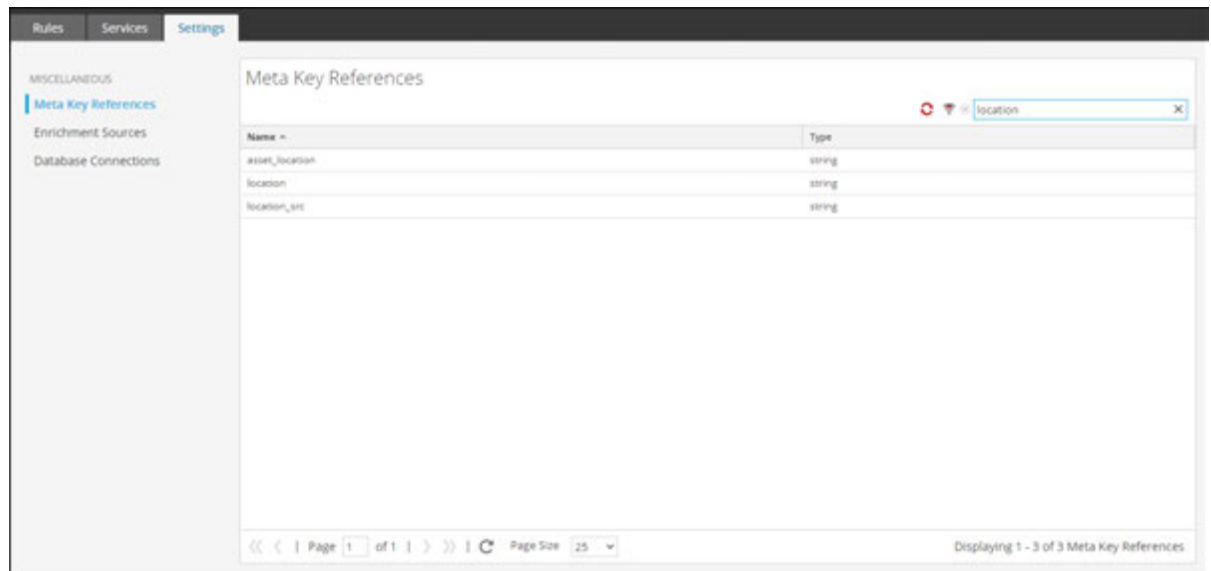 Rules Services Settings
MISCELLANEOUS
Meta Key References
Enrichment Sources
Database Connections
Meta Key References
location
Name Type
asset_location string
location string
location_src string
Page 1 of 1 Page Size 25
Displaying 1 - 3 of 3 Meta Key References